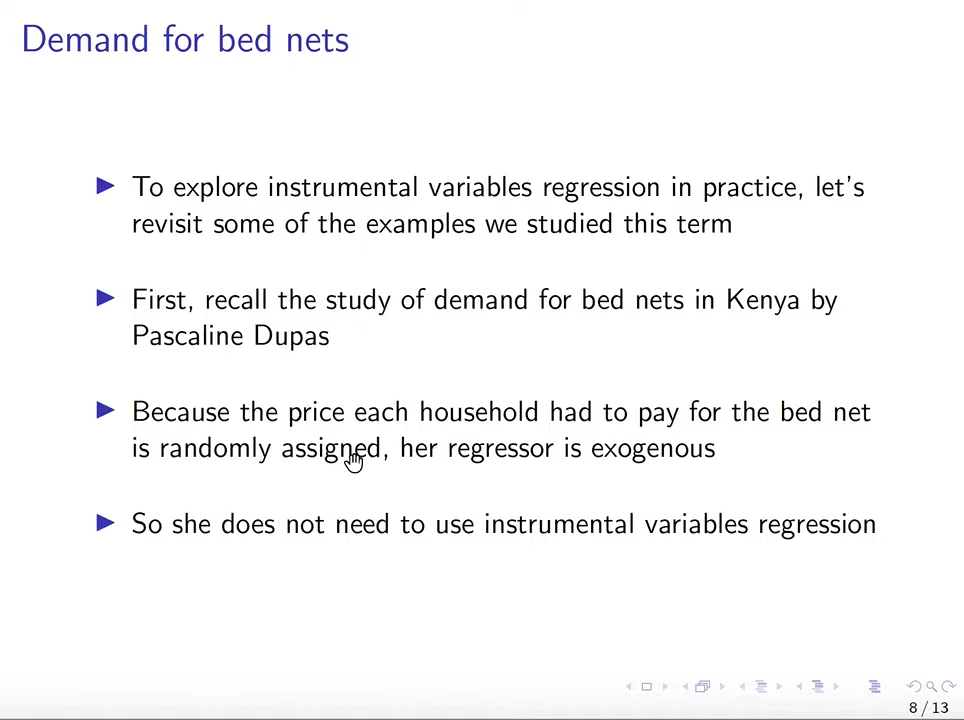 Demand for bed nets
To explore instrumental variables regression in practice, let's
revisit some of the examples we studied this term
First, recall the study of demand for bed nets in Kenya by
Pascaline Dupas
Because the price each household had to pay for the bed net
is randomly assigned, her regressor is exogenous
So she does not need to use instrumental variables regression
8 / 13